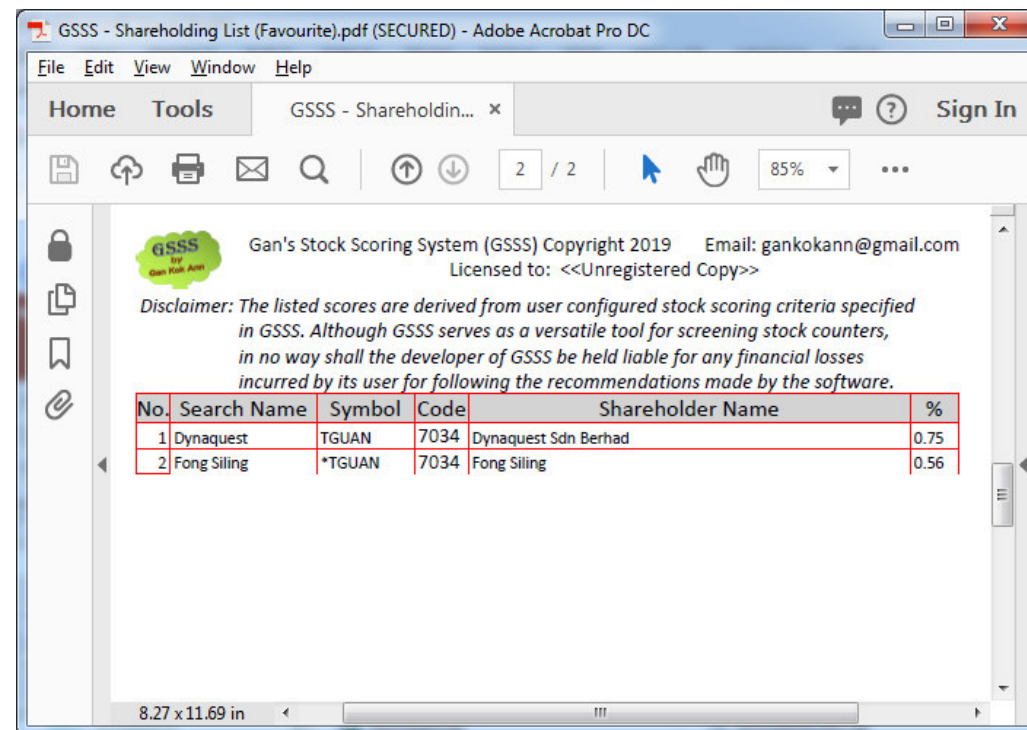 GSSS - Shareholding List (Favourite).pdf (SECURED) - Adobe Acrobat Pro DC
File Edit View Window Help
Home Tools GSSS - Shareholdin... × ? Sign In
2 / 2 85%
GSSS by Gan Kok Ann
Gan's Stock Scoring System (GSSS) Copyright 2019 Email: gankokann@gmail.com
Licensed to: <<Unregistered Copy>>
Disclaimer: The listed scores are derived from user configured stock scoring criteria specified
in GSSS. Although GSSS serves as a versatile tool for screening stock counters,
in no way shall the developer of GSSS be held liable for any financial losses
incurred by its user for following the recommendations made by the software.
No. Search Name Symbol Code Shareholder Name %
1 Dynaquest TGUAN 7034 Dynaquest Sdn Berhad 0.75
2 Fong Siling *TGUAN 7034 Fong Siling 0.56
8.27 x 11.69 in